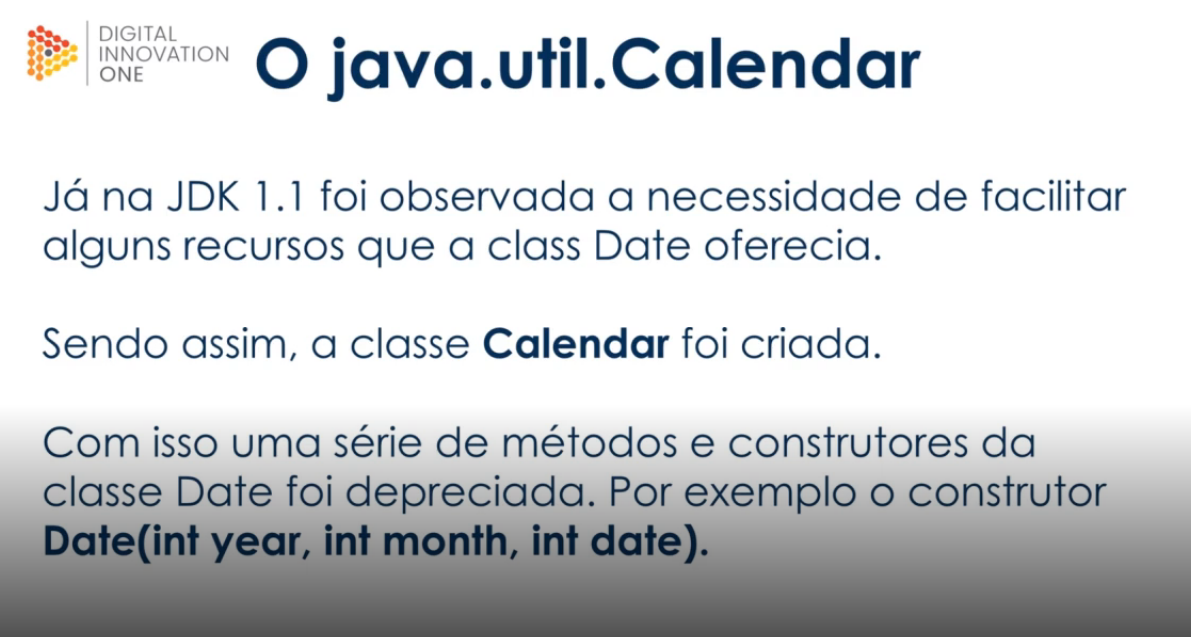 DIGITAL
INNOVATION
ONE
O java.util.Calendar
Já na JDK 1.1 foi observada a necessidade de facilitar
alguns recursos que a class Date oferecia.
Sendo assim, a classe Calendar foi criada.
Com isso uma série de métodos e construtores da
classe Date foi depreciada. Por exemplo o construtor
Date(int year, int month, int date).